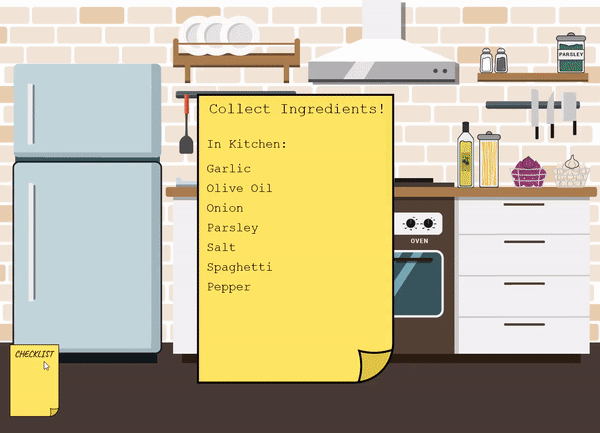 PARSLEY
Collect Ingredients!
In Kitchen:
Garlic
Olive Oil
Onion
Parsley
Salt
Spaghetti
Pepper
OVEN
CHECKLIST